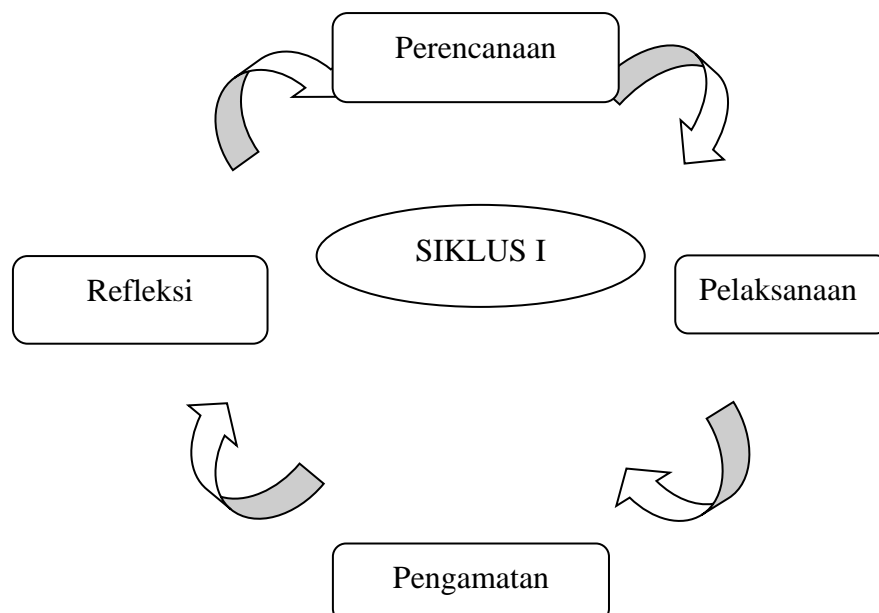 Perencanaan
SIKLUS I
Refleksi
Pelaksanaan
Pengamatan